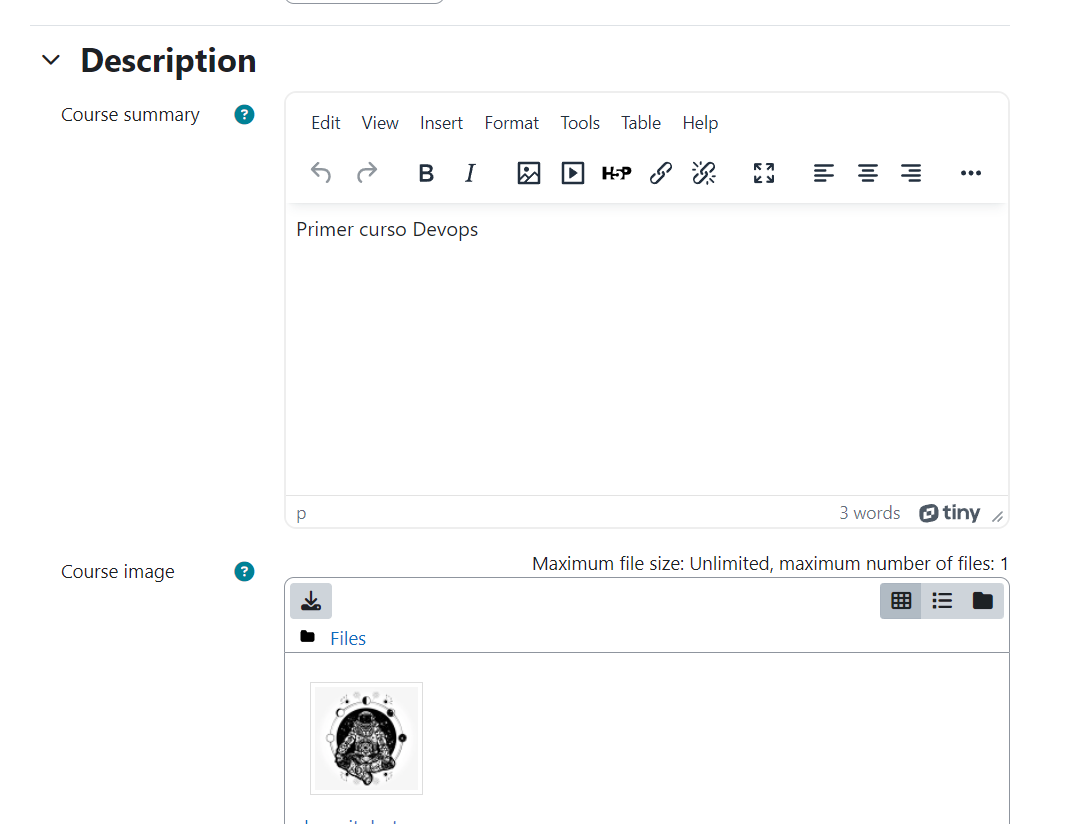 Description
Course summary
Edit View Insert Format Tools Table Help
B I H5P
Primer curso Devops
p 3 words tiny
Course image
Maximum file size: Unlimited, maximum number of files: 1
Files